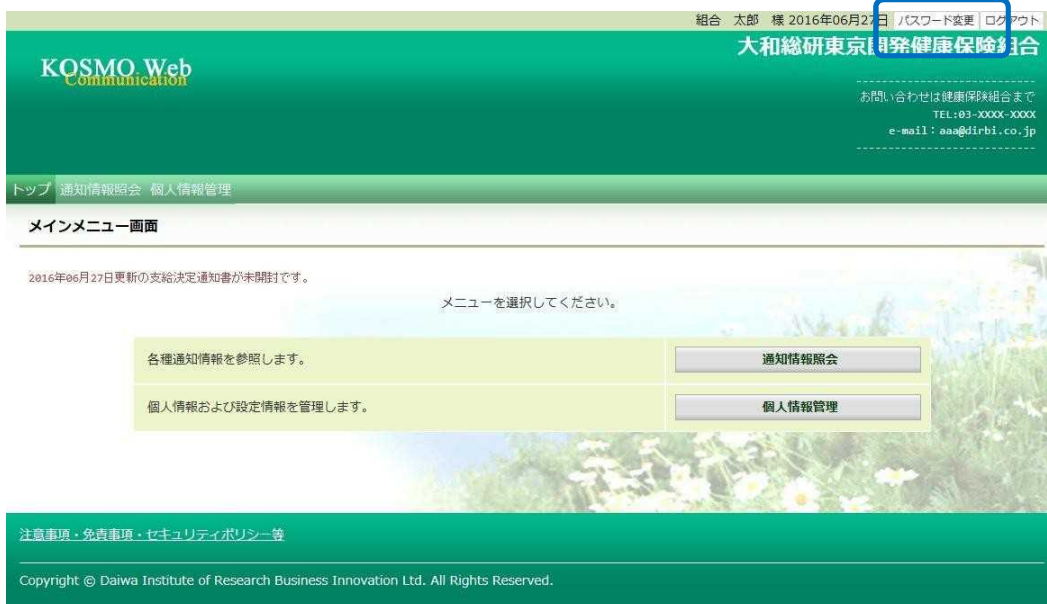 組合 太郎 様 2016年06月27日 パスワード変更 ログアウト
大和総研東京開発健康保険組合
KOSMO Web
Communication
お問い合わせは健康保険組合まで
TEL:03-XXXX-XXXX
e-mail：aaa@dirbi.co.jp
トップ 通知情報照会 個人情報管理
メインメニュー画面
2016年06月27日更新の支給決定通知書が未開封です。
メニューを選択してください。
各種通知情報を参照します。 通知情報照会
個人情報および設定情報を管理します。 個人情報管理
注意事項・免責事項・セキュリティポリシー等
Copyright © Daiwa Institute of Research Business Innovation Ltd. All Rights Reserved.